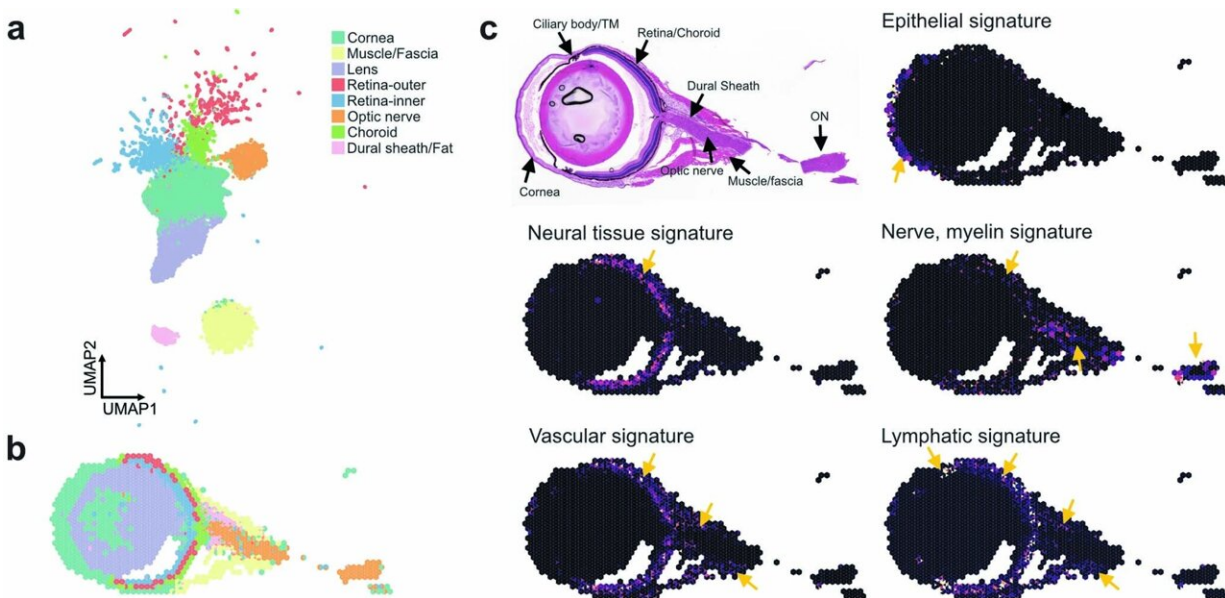 a
Cornea
Muscle/Fascia
Lens
Retina-outer
Retina-inner
Optic nerve
Choroid
Dural sheath/Fat
UMAP2
UMAP1
b
c
Ciliary body/TM
Retina/Choroid
Dural Sheath
ON
Optic nerve
Muscle/fascia
Cornea
Epithelial signature
Neural tissue signature
Nerve, myelin signature
Vascular signature
Lymphatic signature